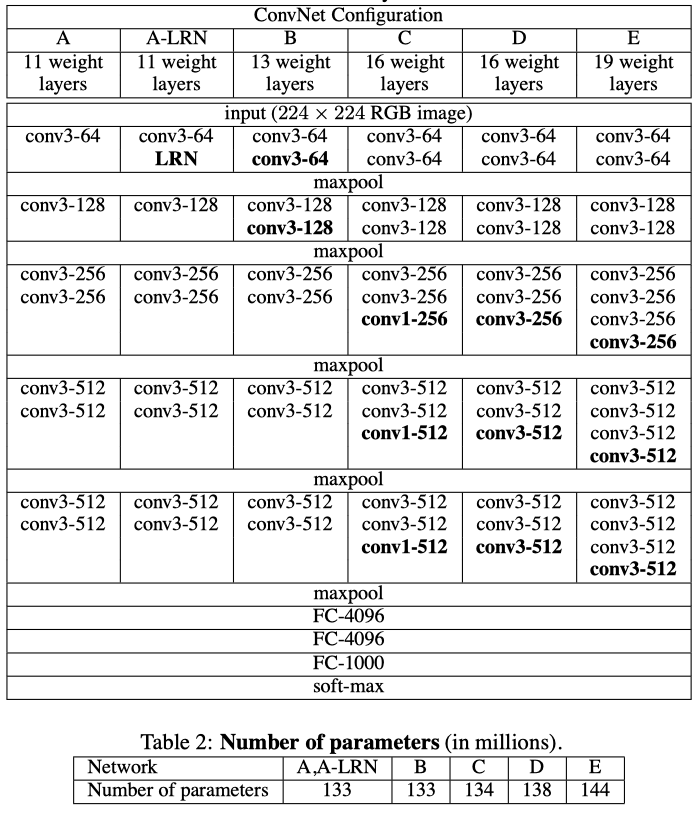 ConvNet Configuration
A A-LRN B C D E
11 weight 11 weight 13 weight 16 weight 16 weight 19 weight
layers layers layers layers layers layers
input (224 × 224 RGB image)
conv3-64 conv3-64 conv3-64 conv3-64 conv3-64 conv3-64
LRN conv3-64 conv3-64 conv3-64 conv3-64
maxpool
conv3-128 conv3-128 conv3-128 conv3-128 conv3-128 conv3-128
conv3-128 conv3-128 conv3-128 conv3-128
maxpool
conv3-256 conv3-256 conv3-256 conv3-256 conv3-256 conv3-256
conv3-256 conv3-256 conv3-256 conv3-256 conv3-256 conv3-256
conv1-256 conv3-256 conv3-256
conv3-256
maxpool
conv3-512 conv3-512 conv3-512 conv3-512 conv3-512 conv3-512
conv3-512 conv3-512 conv3-512 conv3-512 conv3-512 conv3-512
conv1-512 conv3-512 conv3-512
conv3-512
maxpool
conv3-512 conv3-512 conv3-512 conv3-512 conv3-512 conv3-512
conv3-512 conv3-512 conv3-512 conv3-512 conv3-512 conv3-512
conv1-512 conv3-512 conv3-512
conv3-512
maxpool
FC-4096
FC-4096
FC-1000
soft-max
Table 2: Number of parameters (in millions).
Network A,A-LRN B C D E
Number of parameters 133 133 134 138 144